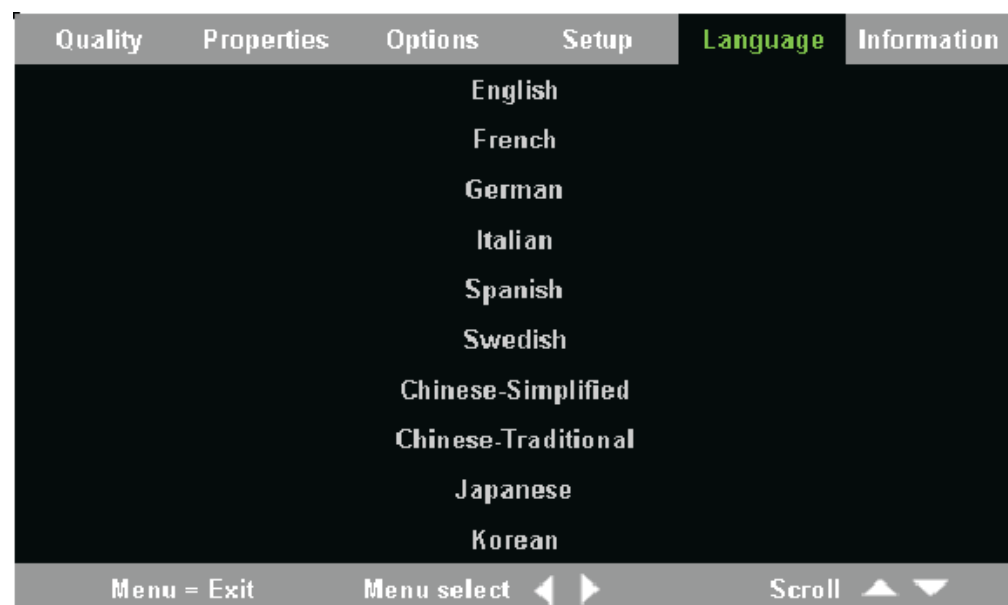 Quality Properties Options Setup Language Information
English
French
German
Italian
Spanish
Swedish
Chinese-Simplified
Chinese-Traditional
Japanese
Korean
Menu = Exit Menu select Scroll